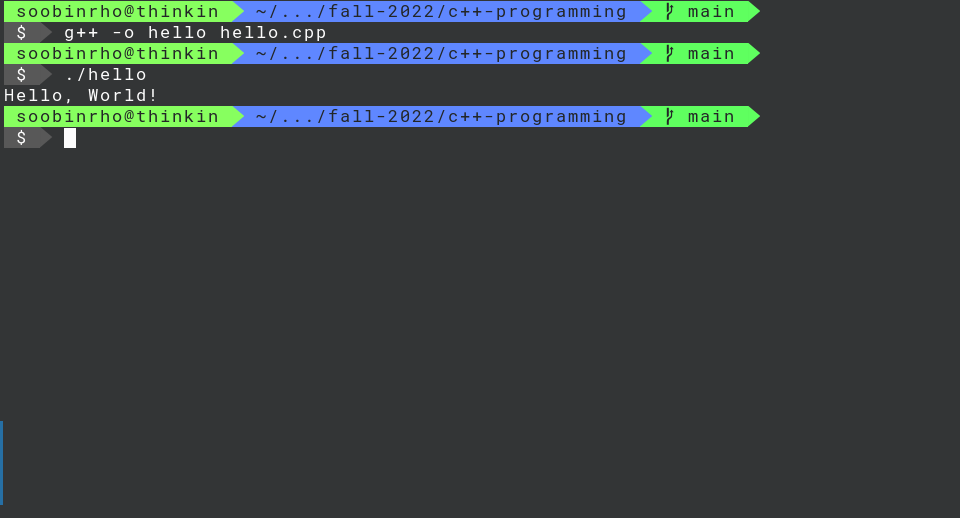 soobinrho@thinkin ~/.../fall-2022/c++-programming main
$ g++ -o hello hello.cpp
soobinrho@thinkin ~/.../fall-2022/c++-programming main
$ ./hello
Hello, World!
soobinrho@thinkin ~/.../fall-2022/c++-programming main
$